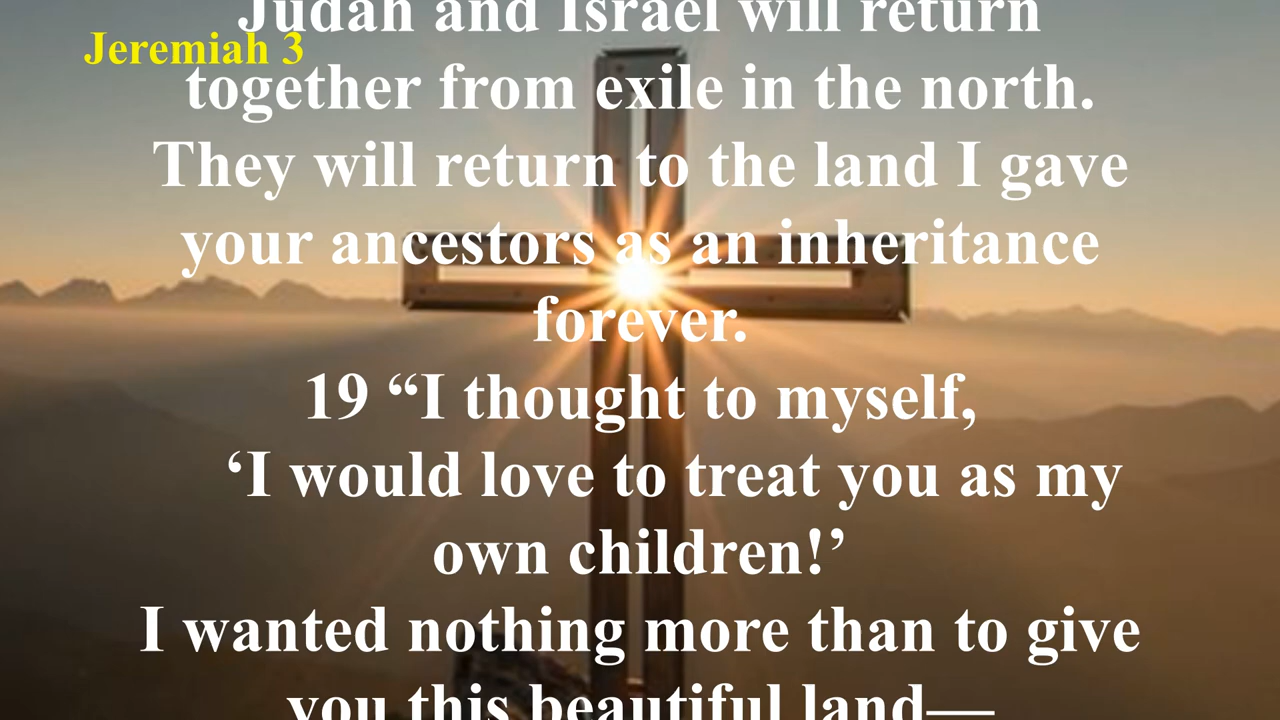 Judah and Israel will return
Jeremiah 3
together from exile in the north.
They will return to the land I gave
your ancestors as an inheritance
forever.
19 “I thought to myself,
‘I would love to treat you as my
own children!’
I wanted nothing more than to give
you this beautiful land—